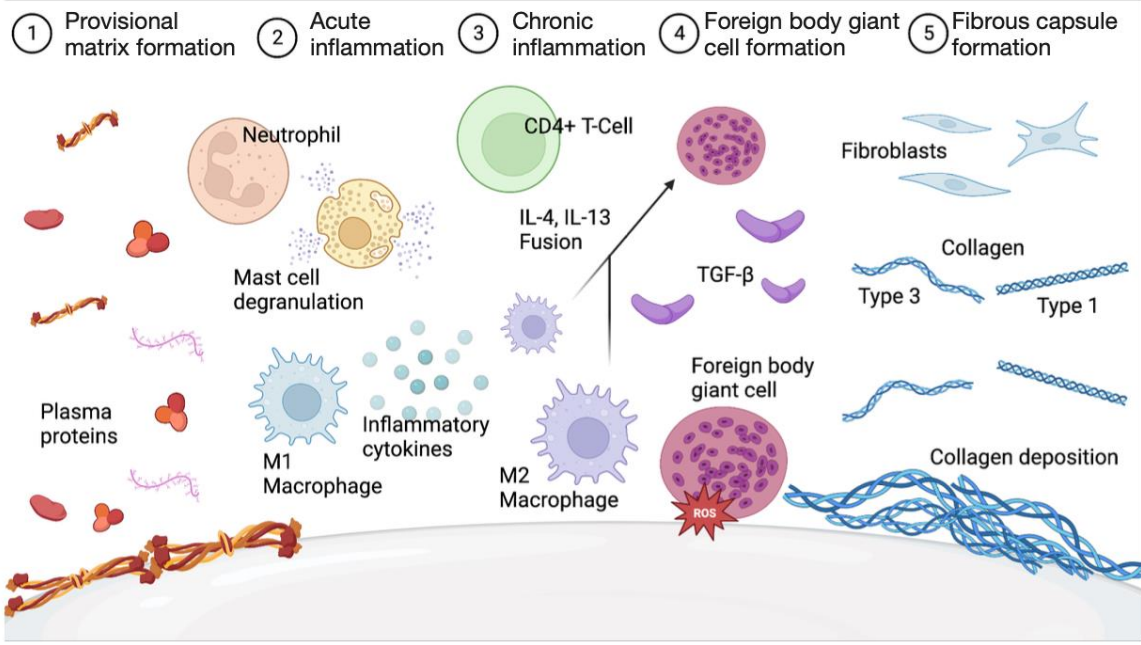 1 Provisional
matrix formation
2 Acute
inflammation
3 Chronic
inflammation
4 Foreign body giant
cell formation
5 Fibrous capsule
formation
Neutrophil
Mast cell
degranulation
Plasma
proteins
M1
Macrophage
Inflammatory
cytokines
CD4+ T-Cell
IL-4, IL-13
Fusion
M2
Macrophage
TGF-β
Foreign body
giant cell
ROS
Fibroblasts
Collagen
Type 3
Type 1
Collagen deposition